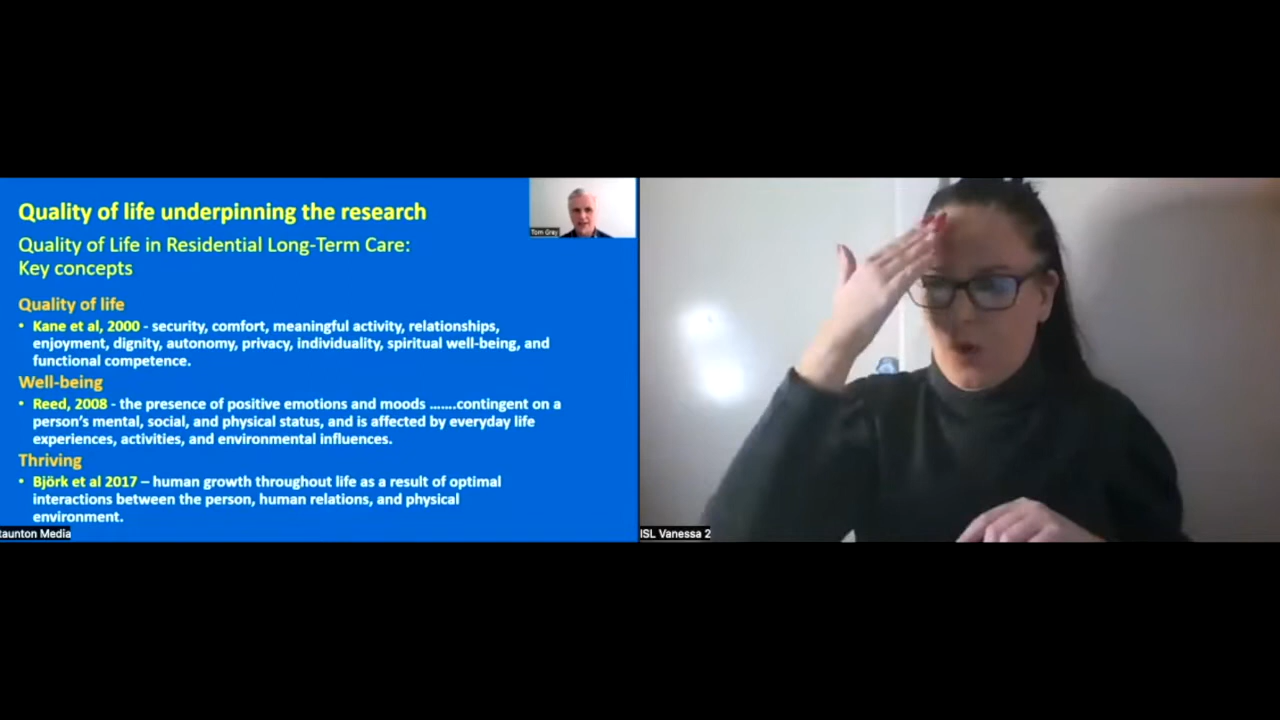 Quality of life underpinning the research
Quality of Life in Residential Long-Term Care:
Key concepts
Quality of life
• Kane et al, 2000 - security, comfort, meaningful activity, relationships,
enjoyment, dignity, autonomy, privacy, individuality, spiritual well-being, and
functional competence.
Well-being
• Reed, 2008 - the presence of positive emotions and moods .......contingent on a
person's mental, social, and physical status, and is affected by everyday life
experiences, activities, and environmental influences.
Thriving
• Björk et al 2017 – human growth throughout life as a result of optimal
interactions between the person, human relations, and physical
environment.
Tom Gray
taunton Media
ISL Vanessa 2